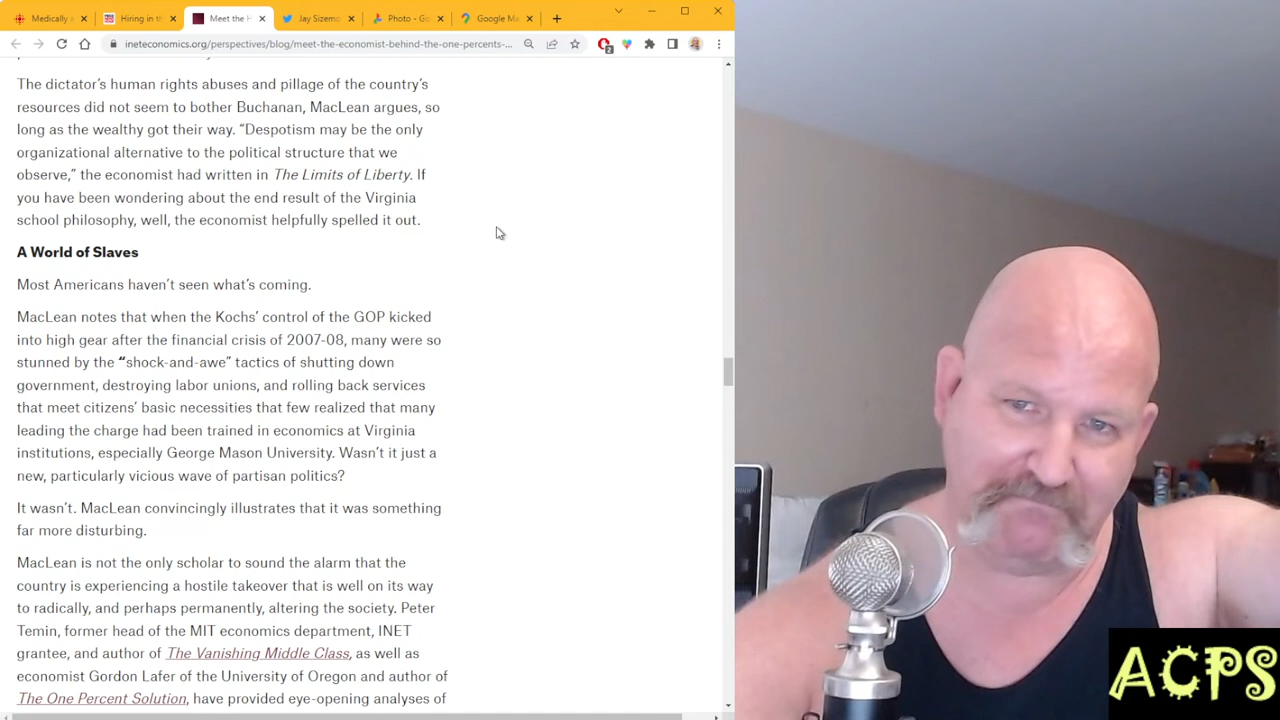 Medically a
Hiring in th
Meet the H
Jay Sizemo
Photo - Go
Google Ma
ineteconomics.org/perspectives/blog/meet-the-economist-behind-the-one-percents-...
2
The dictator’s human rights abuses and pillage of the country’s
resources did not seem to bother Buchanan, MacLean argues, so
long as the wealthy got their way. “Despotism may be the only
organizational alternative to the political structure that we
observe,” the economist had written in The Limits of Liberty. If
you have been wondering about the end result of the Virginia
school philosophy, well, the economist helpfully spelled it out.
A World of Slaves
Most Americans haven’t seen what’s coming.
MacLean notes that when the Kochs’ control of the GOP kicked
into high gear after the financial crisis of 2007-08, many were so
stunned by the “shock-and-awe” tactics of shutting down
government, destroying labor unions, and rolling back services
that meet citizens’ basic necessities that few realized that many
leading the charge had been trained in economics at Virginia
institutions, especially George Mason University. Wasn’t it just a
new, particularly vicious wave of partisan politics?
It wasn’t. MacLean convincingly illustrates that it was something
far more disturbing.
MacLean is not the only scholar to sound the alarm that the
country is experiencing a hostile takeover that is well on its way
to radically, and perhaps permanently, altering the society. Peter
Temin, former head of the MIT economics department, INET
grantee, and author of The Vanishing Middle Class, as well as
economist Gordon Lafer of the University of Oregon and author of
The One Percent Solution, have provided eye-opening analyses of
ACPS